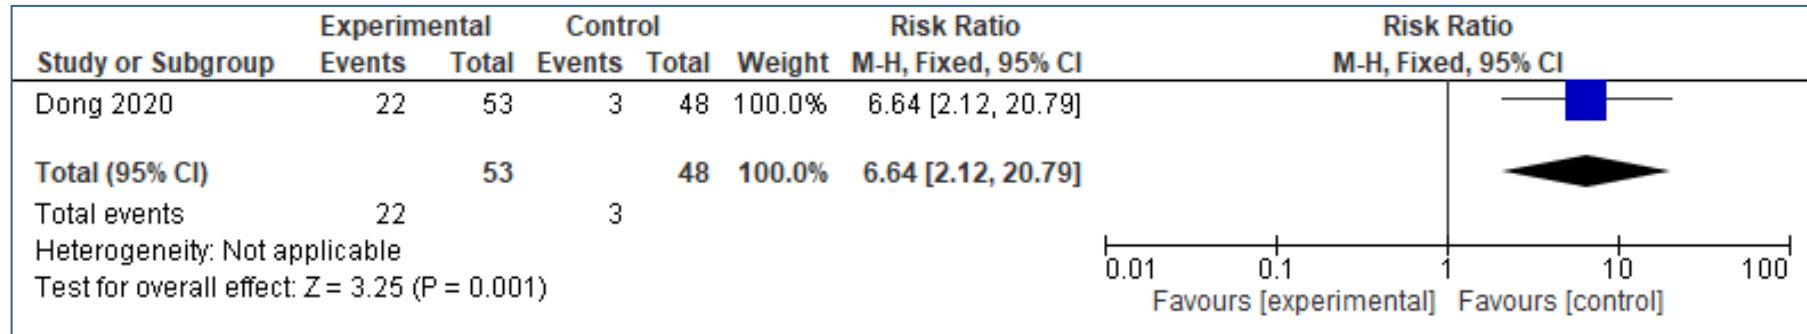 Experimental Control Risk Ratio Risk Ratio
Study or Subgroup Events Total Events Total Weight M-H, Fixed, 95% CI M-H, Fixed, 95% CI
Dong 2020 22 53 3 48 100.0% 6.64 [2.12, 20.79]
Total (95% CI) 53 48 100.0% 6.64 [2.12, 20.79]
Total events 22 3
Heterogeneity: Not applicable
Test for overall effect: Z = 3.25 (P = 0.001)
0.01 0.1 1 10 100
Favours [experimental] Favours [control]